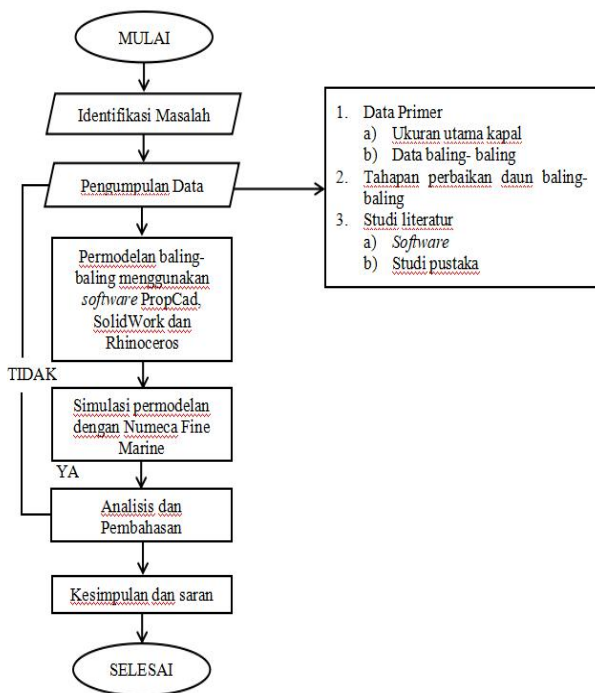 MULAI
Identifikasi Masalah
Pengumpulan Data
1. Data Primer
a) Ukuran utama kapal
b) Data baling- baling
2. Tahapan perbaikan daun baling-
baling
3. Studi literatur
a) Software
b) Studi pustaka
Permodelan baling-
baling menggunakan
software PropCad,
SolidWork dan
Rhinoceros
TIDAK
Simulasi permodelan
dengan Numeca Fine
Marine
YA
Analisis dan
Pembahasan
Kesimpulan dan saran
SELESAI